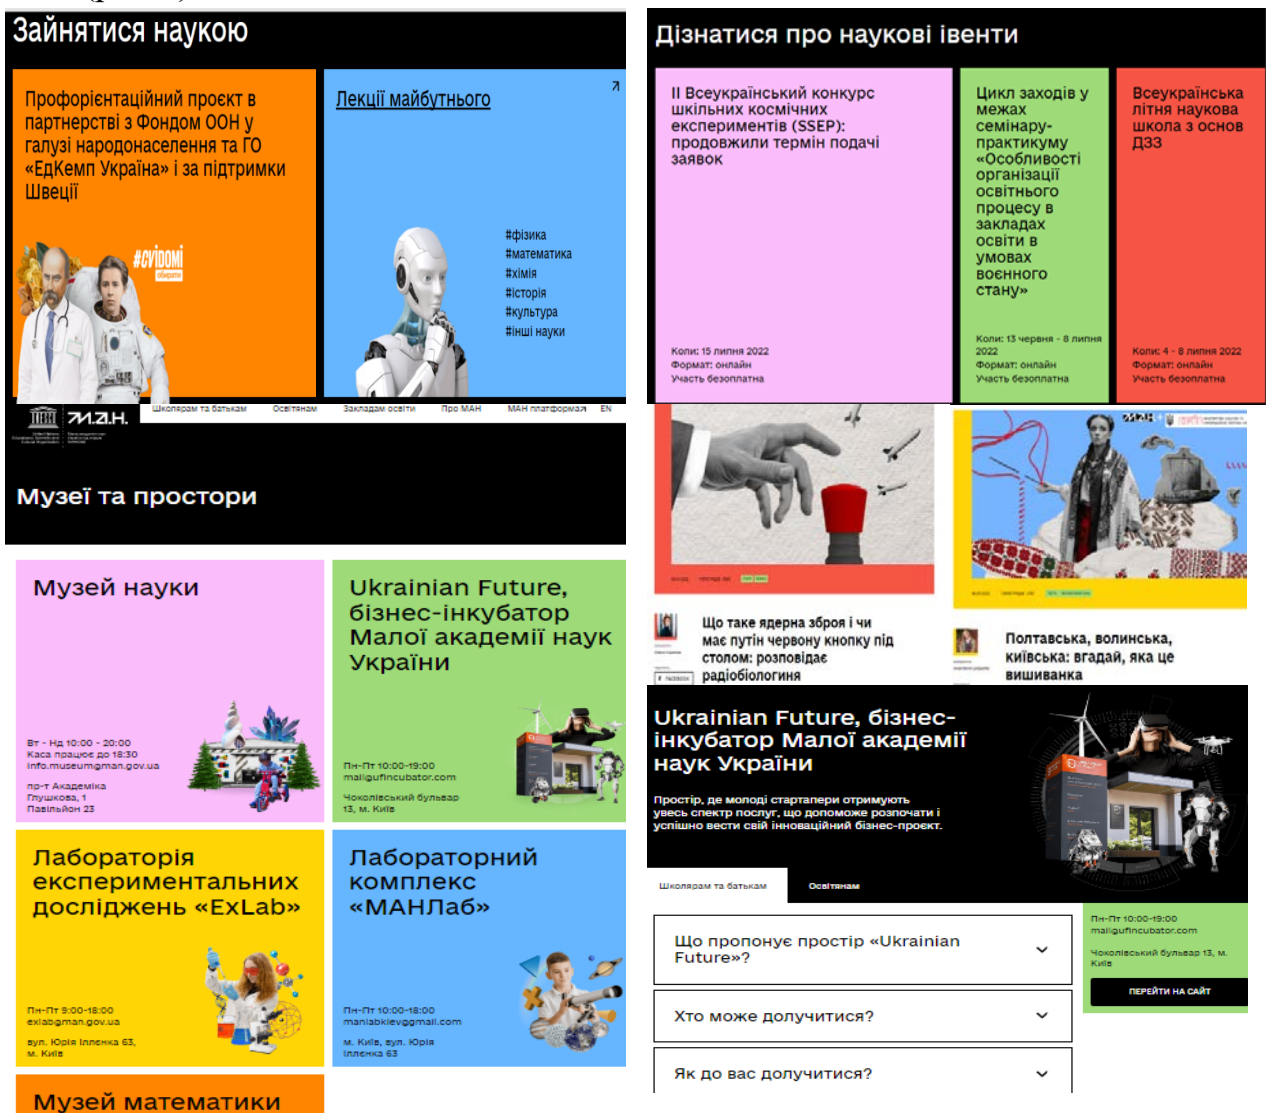 Зайнятися наукою
Профорієнтаційний проєкт в
партнерстві з Фондом ООН у
галузі народонаселення та ГО
«ЕдКемп Україна» і за підтримки
Швеції
#CVIDOMI
обирати
Лекції майбутнього
#фізика
#математика
#хімія
#історія
#культура
#інші науки
М.А.Н.
Школярам та батькам
Освітянам
Закладам освіти
Про МАН
МАН платформа
EN
Музеї та простори
Музей науки
Вт - Нд 10:00 - 20:00
Каса працює до 18:30
info.museum@man.gov.ua
пр-т Академіка
Глушкова, 1
Павільйон 23
Ukrainian Future,
бізнес-інкубатор
Малої академії наук
України
Пн-Пт 10:00-19:00
mail@ufincubator.com
Чоколівський бульвар
13, м. Київ
Лабораторія
експериментальних
досліджень «ExLab»
Пн-Пт 9:00-18:00
exlab@man.gov.ua
вул. Юрія Іллєнка 63,
м. Київ
Лабораторний
комплекс
«МАНЛаб»
Пн-Пт 10:00-18:00
manlabkiev@gmail.com
м. Київ, вул. Юрія
Іллєнка 63
Музей математики
Дізнатися про наукові івенти
II Всеукраїнський конкурс
шкільних космічних
експериментів (SSEP):
продовжили термін подачі
заявок
Коли: 15 липня 2022
Формат: онлайн
Участь безоплатна
Цикл заходів у
межах
семінару-
практикуму
«Особливості
організації
освітнього
процесу в
закладах
освіти в
умовах
воєнного
стану»
Коли: 13 червня - 8 липня
2022
Формат: онлайн
Участь безоплатна
Всеукраїнська
літня наукова
школа з основ
ДЗЗ
Коли: 4 - 8 липня 2022
Формат: онлайн
Участь безоплатна
Що таке ядерна зброя і чи
має путін червону кнопку під
столом: розповідає
радіобіологиня
FACEBOOK
М.А.Н.
Полтавська, волинська,
київська: вгадай, яка це
вишиванка
Ukrainian Future, бізнес-
інкубатор Малої академії
наук України
Простір, де молоді стартапери отримують
увесь спектр послуг, що допоможе розпочати і
успішно вести свій інноваційний бізнес-проєкт.
Школярам та батькам
Освітянам
Що пропонує простір «Ukrainian
Future»?
Хто може долучитися?
Як до вас долучитися?
Пн-Пт 10:00-19:00
mail@ufincubator.com
Чоколівський бульвар 13, м.
Київ
ПЕРЕЙТИ НА САЙТ